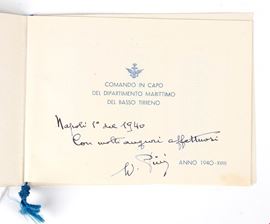 COMANDO IN CAPO
DEL DIPARTIMENTO MARITTIMO
DEL BASSO TIRRENO
Napoli 1° del 1940
Con molti auguri affettuosi
ANNO 1940-XVIII